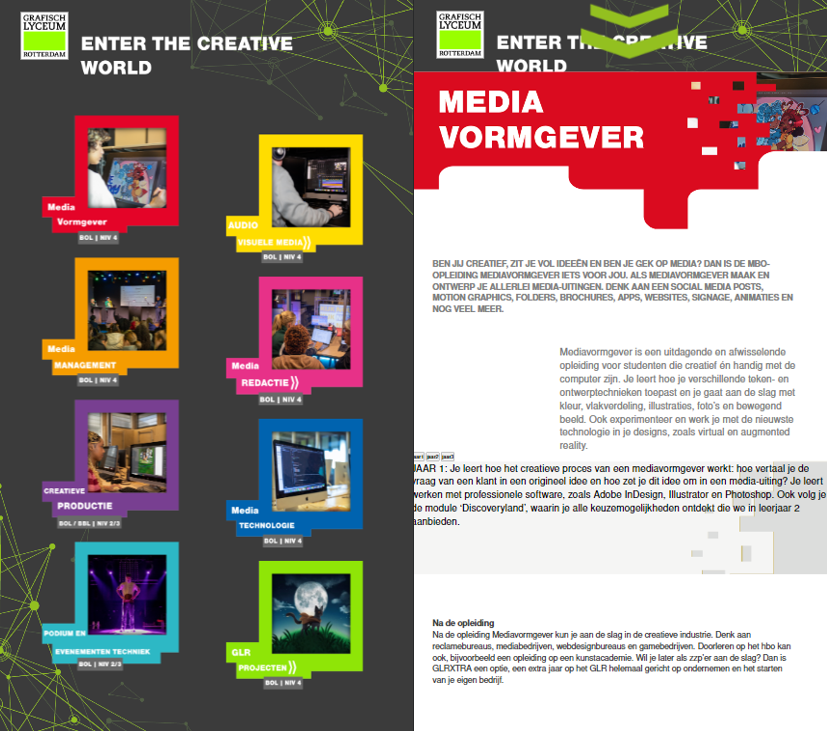 GRAFISCH
LYCEUM
ROTTERDAM
ENTER THE CREATIVE
WORLD
Media
Vormgever
BOL | NIV 4
AUDIO
VISUELE MEDIA
BOL | NIV 4
Media
MANAGEMENT
BOL | NIV 4
Media
REDACTIE
BOL | NIV 4
CREATIEVE
PRODUCTIE
BOL / BBL | NIV 2/3
Media
TECHNOLOGIE
BOL | NIV 4
PODIUM EN
EVENEMENTEN TECHNIEK
BOL | NIV 2/3
GLR
PROJECTEN
BOL | NIV 4
GRAFISCH
LYCEUM
ROTTERDAM
ENTER THE CREATIVE
WORLD
MEDIA
VORMGEVER
BEN JIJ CREATIEF, ZIT JE VOL IDEEËN EN BEN JE GEK OP MEDIA? DAN IS DE MBO-
OPLEIDING MEDIAVORMGEVER IETS VOOR JOU. ALS MEDIAVORMGEVER MAAK EN
ONTWERP JE ALLERLEI MEDIA-UITINGEN. DENK AAN EEN SOCIAL MEDIA POSTS,
MOTION GRAPHICS, FOLDERS, BROCHURES, APPS, WEBSITES, SIGNAGE, ANIMATIES EN
NOG VEEL MEER.
Mediavormgever is een uitdagende en afwisselende
opleiding voor studenten die creatief én handig met de
computer zijn. Je leert hoe je verschillende teken- en
ontwerptechnieken toepast en je gaat aan de slag met
kleur, vlakverdeling, illustraties, foto's en bewegend
beeld. Ook experimenteer en werk je met de nieuwste
technologie in je designs, zoals virtual en augmented
reality.
jaar2 jaar3
JAAR 1: Je leert hoe het creatieve proces van een mediavormgever werkt: hoe vertaal je de
vraag van een klant in een origineel idee en hoe zet je dit idee om in een media-uiting? Je leert
werken met professionele software, zoals Adobe InDesign, Illustrator en Photoshop. Ook volg je
de module 'Discoveryland', waarin je alle keuzemogelijkheden ontdekt die we in leerjaar 2
aanbieden.
Na de opleiding
Na de opleiding Mediavormgever kun je aan de slag in de creatieve industrie. Denk aan
reclamebureaus, mediabedrijven, webdesignbureaus en gamebedrijven. Doorleren op het hbo kan
ook, bijvoorbeeld een opleiding op een kunstacademie. Wil je later als zzp'er aan de slag? Dan is
GLRXTRA een optie, een extra jaar op het GLR helemaal gericht op ondernemen en het starten
van je eigen bedrijf.